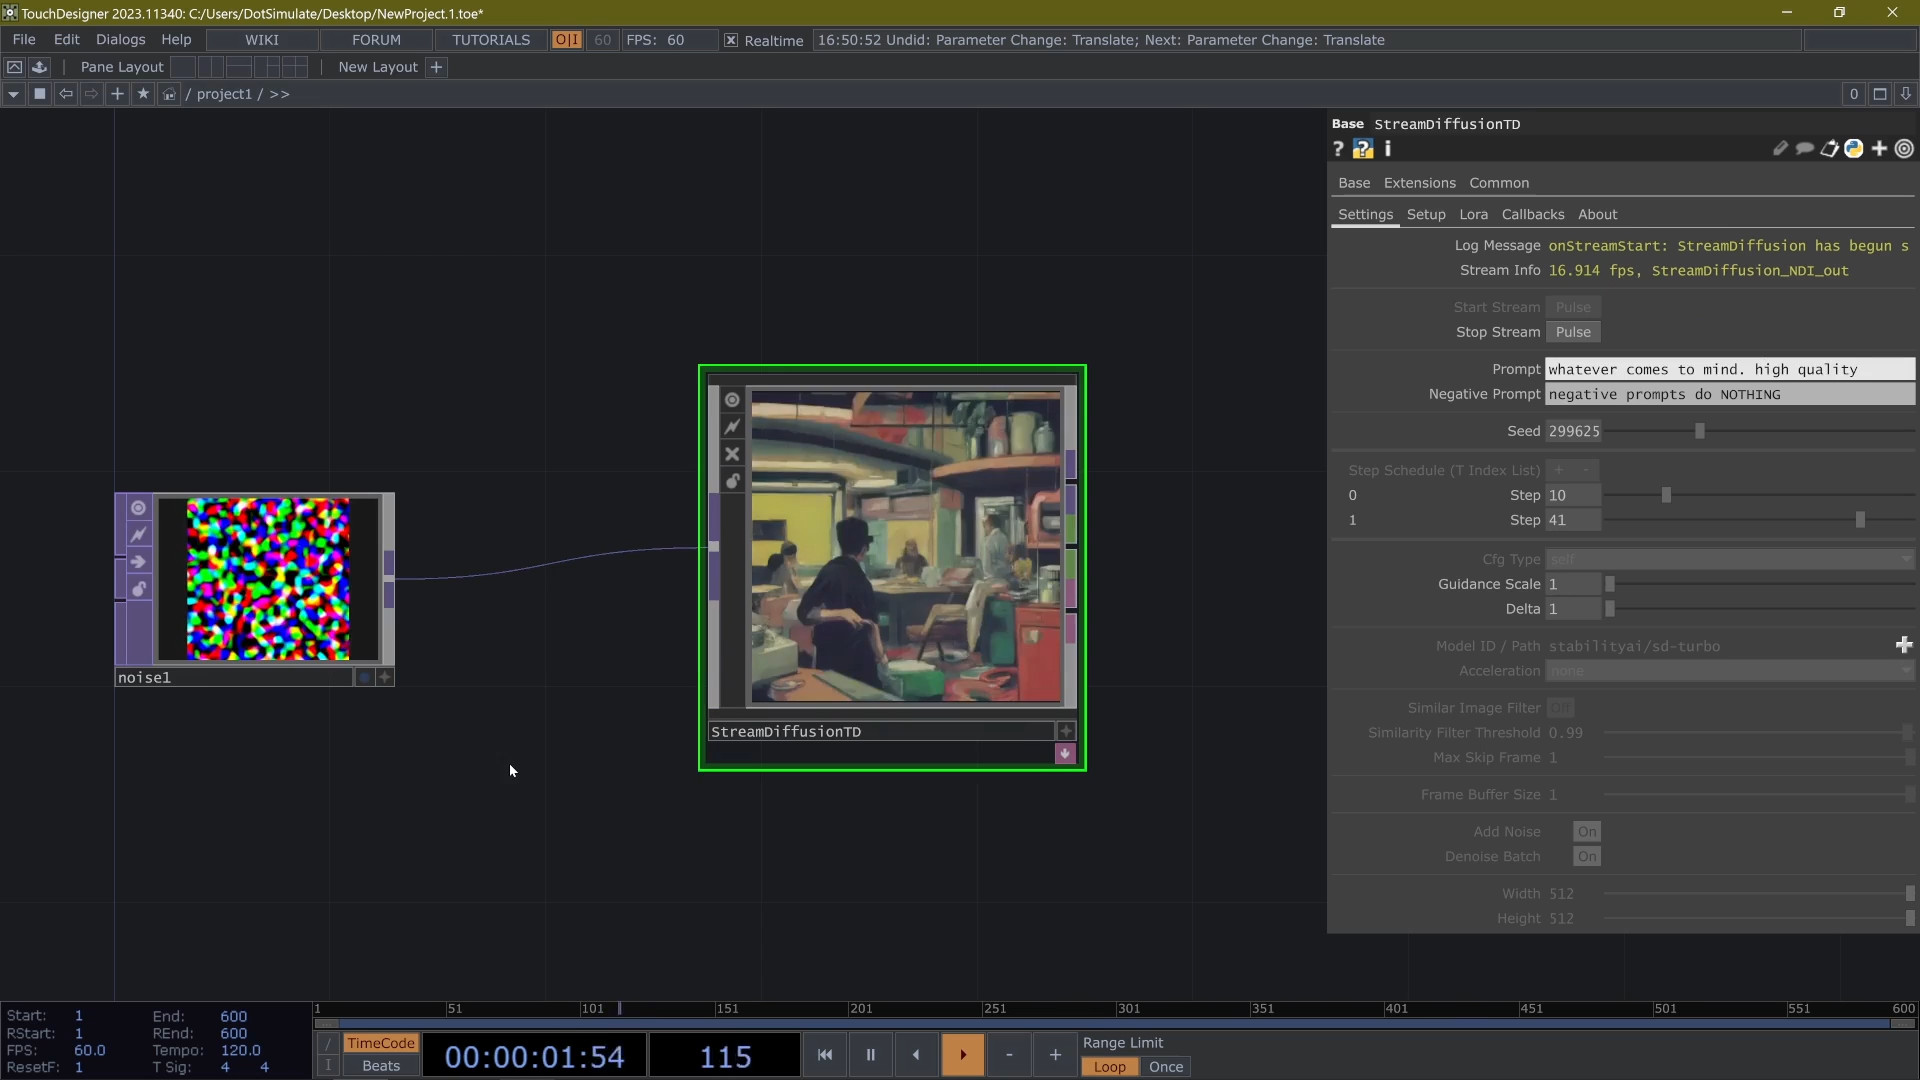 TouchDesigner 2023.11340: C:/Users/DotSimulate/Desktop/NewProject.1.toe*
File Edit Dialogs Help WIKI FORUM TUTORIALS O|I 60 FPS: 60 Realtime 16:50:52 Undid: Parameter Change: Translate; Next: Parameter Change: Translate
Pane Layout New Layout +
/ project1 / >> 0
Base StreamDiffusionTD
? ? i
Base Extensions Common
Settings Setup Lora Callbacks About
Log Message onStreamStart: StreamDiffusion has begun s
Stream Info 16.914 fps, StreamDiffusion_NDI_out
Start Stream Pulse
Stop Stream Pulse
Prompt whatever comes to mind. high quality
Negative Prompt negative prompts do NOTHING
Seed 299625
Step Schedule (T Index List) + -
0 Step 10
1 Step 41
Cfg Type self
Guidance Scale 1
Delta 1
Model ID / Path stabilityai/sd-turbo
Acceleration none
Similar Image Filter Off
Similarity Filter Threshold 0.99
Max Skip Frame 1
Frame Buffer Size 1
Add Noise On
Denoise Batch On
Width 512
Height 512
noise1
StreamDiffusionTD
1 51 101 151 201 251 301 351 401 451 501 551 600
Start: 1 End: 600
RStart: 1 REnd: 600
FPS: 60.0 Tempo: 120.0
ResetF: 1 T Sig: 4 4
/ TimeCode
I Beats
00:00:01:54 115
- +
Range Limit
Loop Once